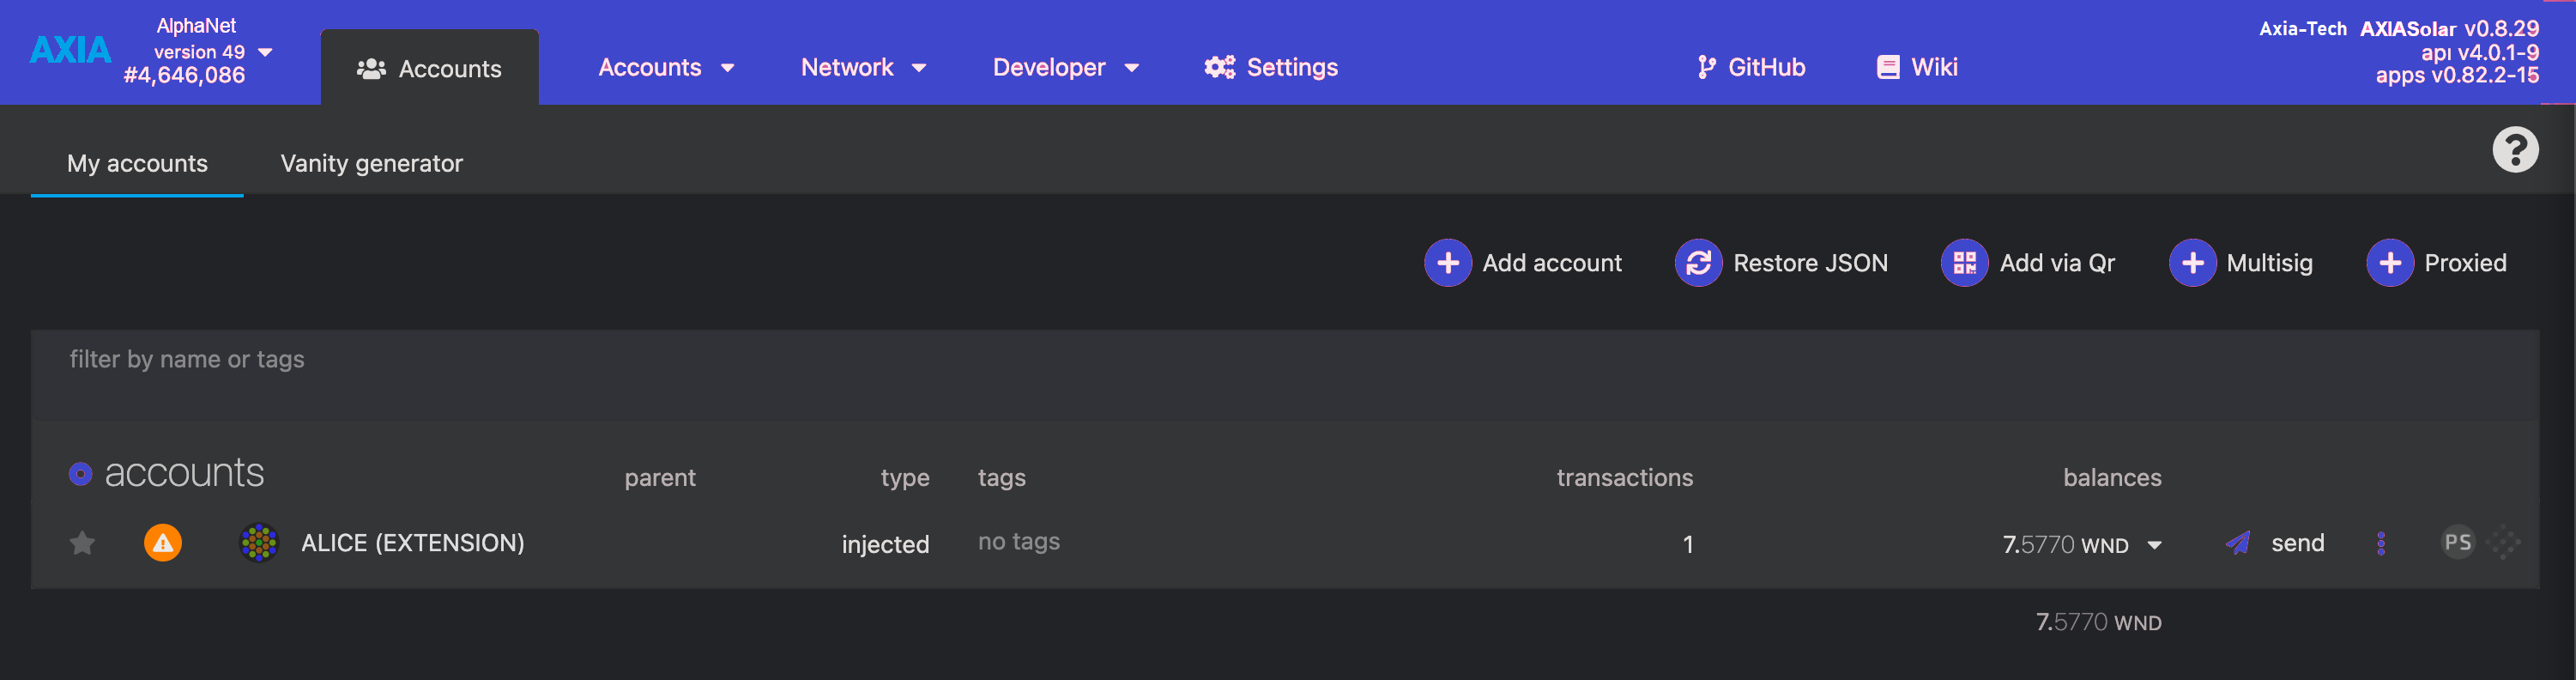 AXIA
AlphaNet
version 49
#4,646,086
Accounts
Accounts
Network
Developer
Settings
GitHub
Wiki
Axia-Tech AXIASolar v0.8.29
api v4.0.1-9
apps v0.82.2-15
My accounts
Vanity generator
Add account
Restore JSON
Add via Qr
Multisig
Proxied
filter by name or tags
accounts parent type tags transactions balances
ALICE (EXTENSION) injected no tags 1 7.5770 WND send PS
7.5770 WND